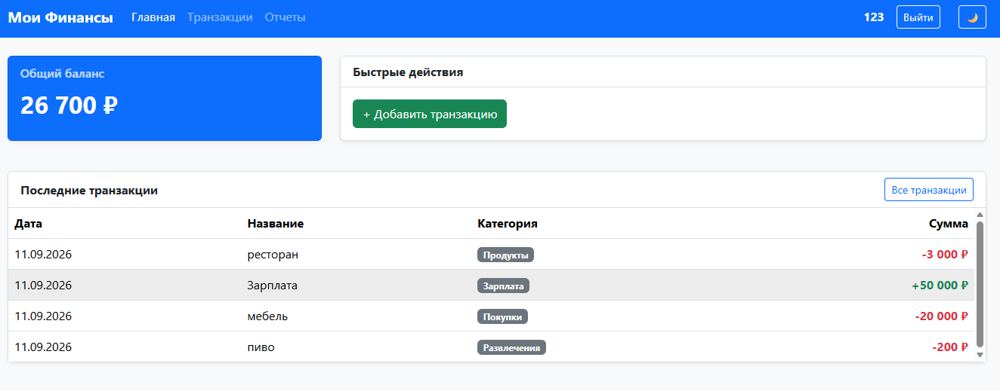 Мои Финансы Главная Транзакции Отчеты 123 Выйти
Общий баланс
26 700 ₽
Быстрые действия
+ Добавить транзакцию
Последние транзакции Все транзакции
Дата Название Категория Сумма
11.09.2026 ресторан Продукты -3 000 ₽
11.09.2026 Зарплата Зарплата +50 000 ₽
11.09.2026 мебель Покупки -20 000 ₽
11.09.2026 пиво Развлечения -200 ₽